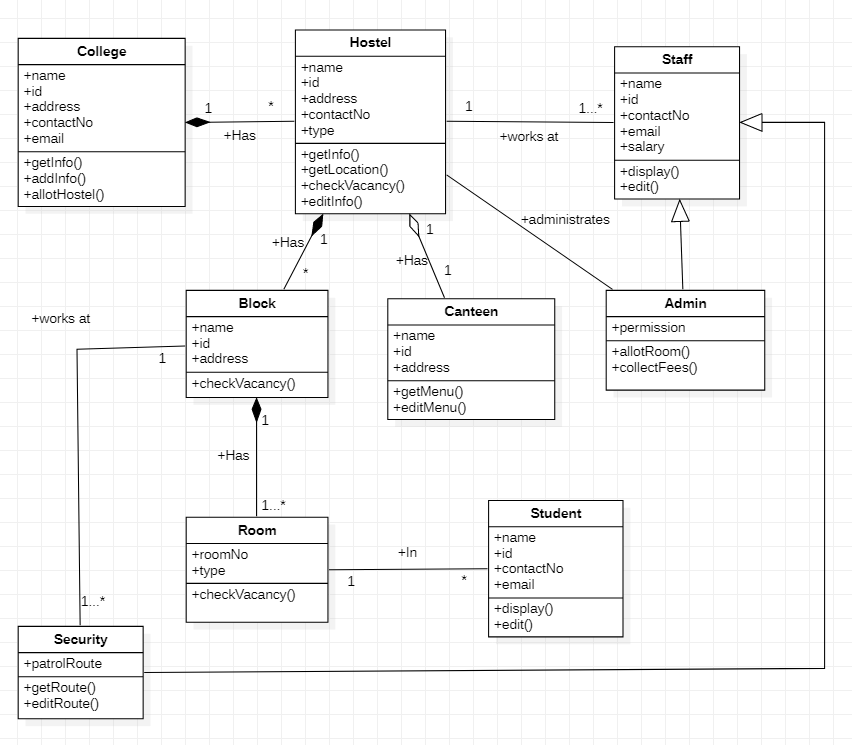 College
+name
+id
+address
+contactNo
+email
+getInfo()
+addInfo()
+allotHostel()
1
*
+Has
Hostel
+name
+id
+address
+contactNo
+type
+getInfo()
+getLocation()
+checkVacancy()
+editInfo()
1
1...*
+works at
Staff
+name
+id
+contactNo
+email
+salary
+display()
+edit()
+administrates
+Has
1
*
+Has
1
1
Block
+name
+id
+address
+checkVacancy()
Canteen
+name
+id
+address
+getMenu()
+editMenu()
Admin
+permission
+allotRoom()
+collectFees()
+works at
1
1...*
1
+Has
1...*
Room
+roomNo
+type
+checkVacancy()
+In
1
*
Student
+name
+id
+contactNo
+email
+display()
+edit()
Security
+patrolRoute
+getRoute()
+editRoute()